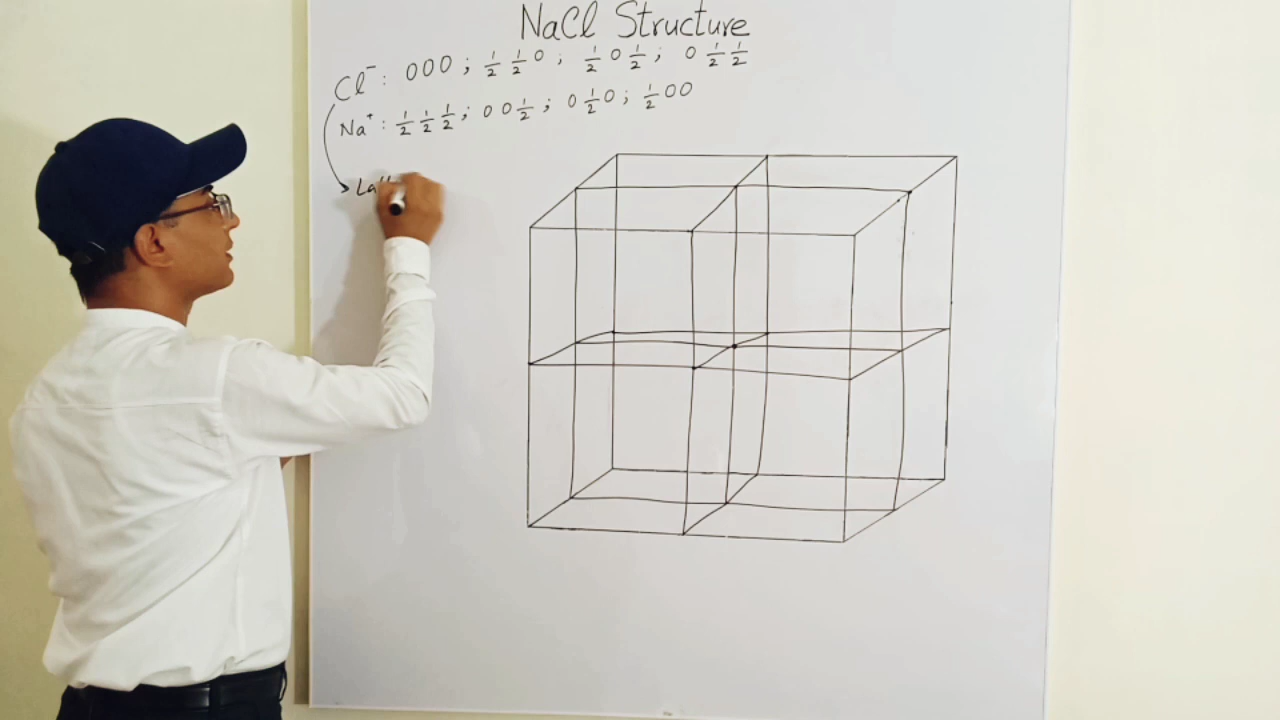 NaCl Structure
Cl⁻ : 000 ; ½ ½ 0 ; ½ 0 ½ ; 0 ½ ½
Na⁺ : ½ ½ ½ ; 0 0 ½ ; 0 ½ 0 ; ½ 0 0